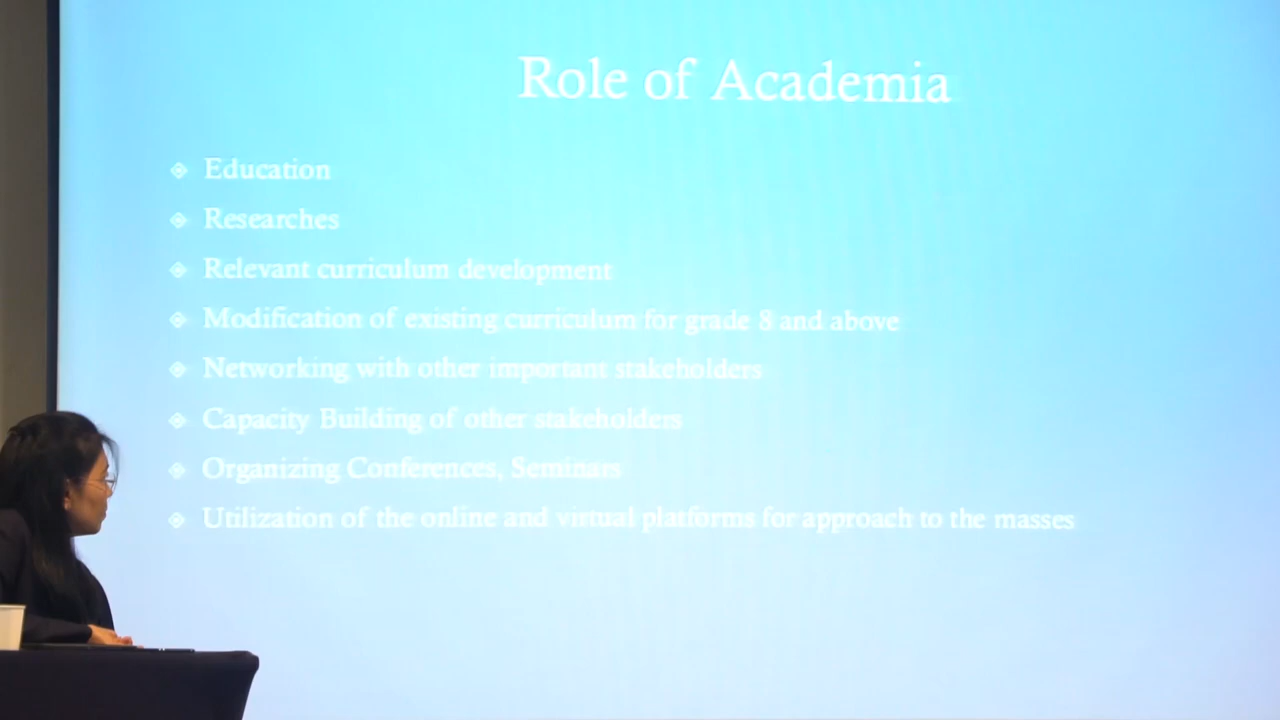 Role of Academia
Education
Researches
Relevant curriculum development
Modification of existing curriculum for grade 8 and above
Networking with other important stakeholders
Capacity Building of other stakeholders
Organizing Conferences, Seminars
Utilization of the online and virtual platforms for approach to the masses